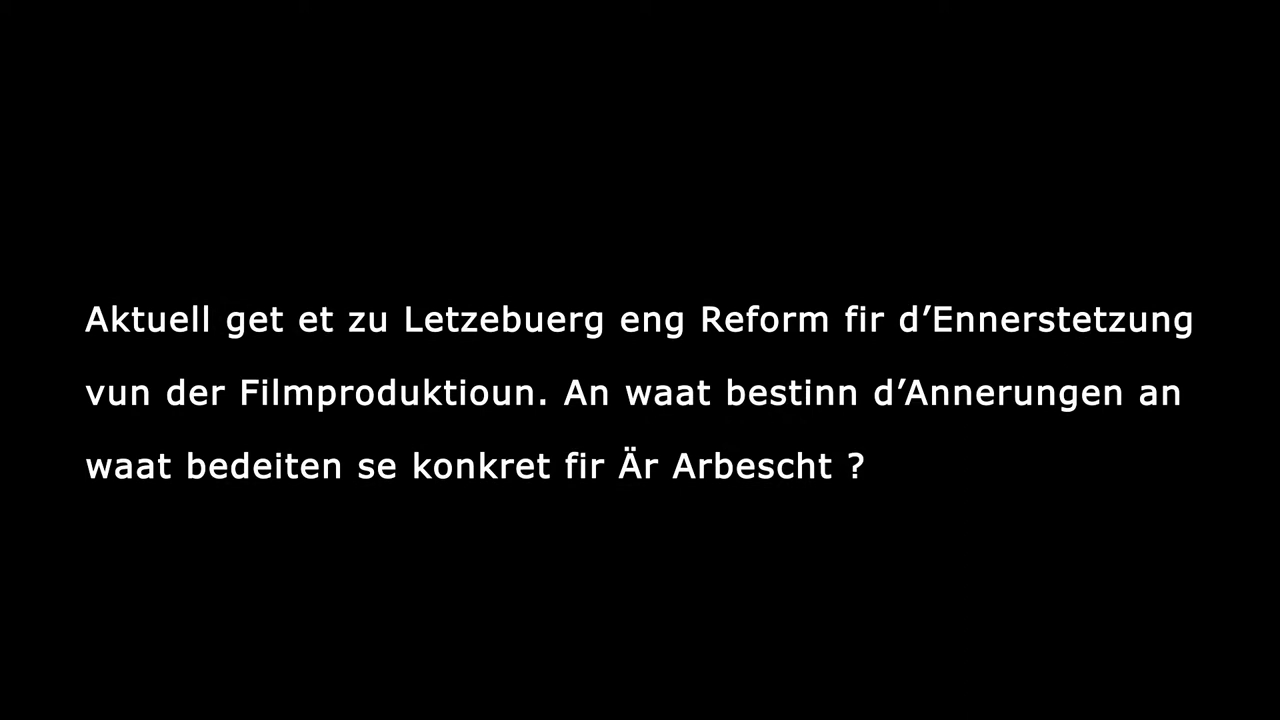 Aktuell get et zu Letzebuerg eng Reform fir d’Ennerstetzung
vun der Filmproduktioun. An waat bestinn d’Annerungen an
waat bedeiten se konkret fir Är Arbescht ?